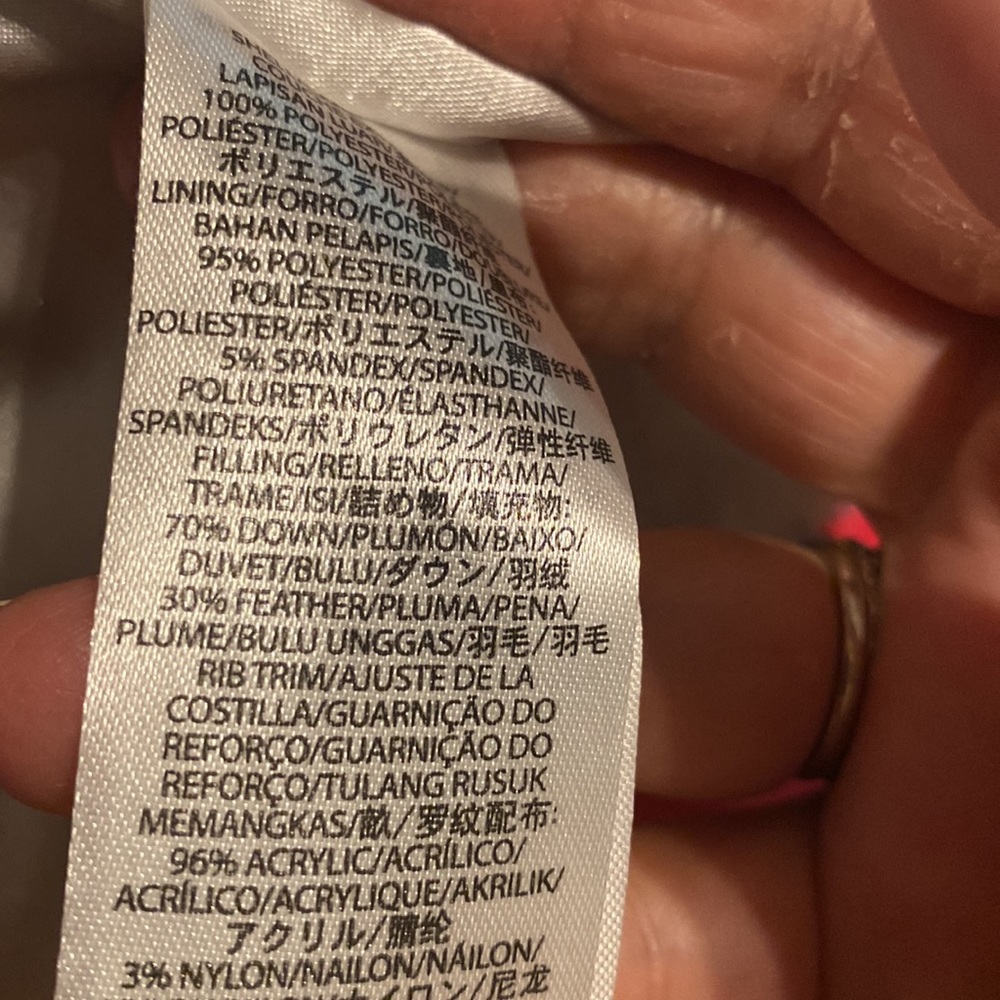 LAPISAN LUAR
100% POLYESTER/
POLIÉSTER/POLYESTER/
ポリエステル/
LINING/FORRO/FORRO/
BAHAN PELAPIS/裏地/
95% POLYESTER/POLIÉSTER/
POLIÉSTER/POLYESTER/
POLIESTER/ポリエステル/聚酯纤维
5% SPANDEX/SPANDEX/
POLIURETANO/ÉLASTHANNE/
SPANDEKS/ポリウレタン/弹性纤维
FILLING/RELLENO/TRAMA/
TRAME/ISI/詰め物/填充物:
70% DOWN/PLUMÓN/BAIXO/
DUVET/BULU/ダウン/羽绒
30% FEATHER/PLUMA/PENA/
PLUME/BULU UNGGAS/羽毛/羽毛
RIB TRIM/AJUSTE DE LA
COSTILLA/GUARNIÇÃO DO
REFORÇO/GUARNIÇÃO DO
REFORÇO/TULANG RUSUK
MEMANGKAS/畝/罗纹配布:
96% ACRYLIC/ACRÍLICO/
ACRÍLICO/ACRYLIQUE/AKRILIK/
アクリル/腈纶
3% NYLON/NAILON/NÁILON/
ナイロン/尼龙